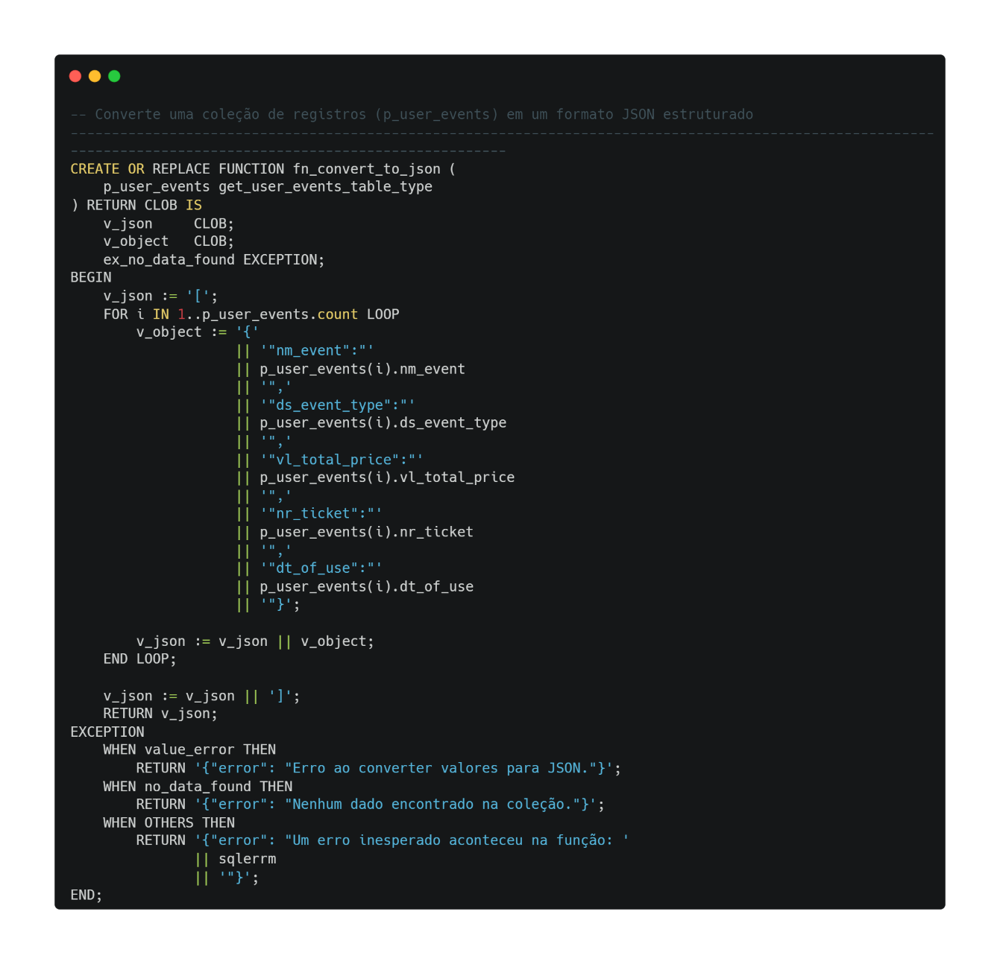 -- Converte uma coleção de registros (p_user_events) em um formato JSON estruturado
---------------------------------------------------------------------------------------------------------
-----------------------------------------------------
CREATE OR REPLACE FUNCTION fn_convert_to_json (
    p_user_events get_user_events_table_type
) RETURN CLOB IS
    v_json     CLOB;
    v_object   CLOB;
    ex_no_data_found EXCEPTION;
BEGIN
    v_json := '[';
    FOR i IN 1..p_user_events.count LOOP
        v_object := '{'
                    || '"nm_event":"'
                    || p_user_events(i).nm_event
                    || '",'
                    || '"ds_event_type":"'
                    || p_user_events(i).ds_event_type
                    || '",'
                    || '"vl_total_price":"'
                    || p_user_events(i).vl_total_price
                    || '",'
                    || '"nr_ticket":"'
                    || p_user_events(i).nr_ticket
                    || '",'
                    || '"dt_of_use":"'
                    || p_user_events(i).dt_of_use
                    || '"}';

        v_json := v_json || v_object;
    END LOOP;

    v_json := v_json || ']';
    RETURN v_json;
EXCEPTION
    WHEN value_error THEN
        RETURN '{"error": "Erro ao converter valores para JSON."}';
    WHEN no_data_found THEN
        RETURN '{"error": "Nenhum dado encontrado na coleção."}';
    WHEN OTHERS THEN
        RETURN '{"error": "Um erro inesperado aconteceu na função: '
               || sqlerrm
               || '"}';
END;